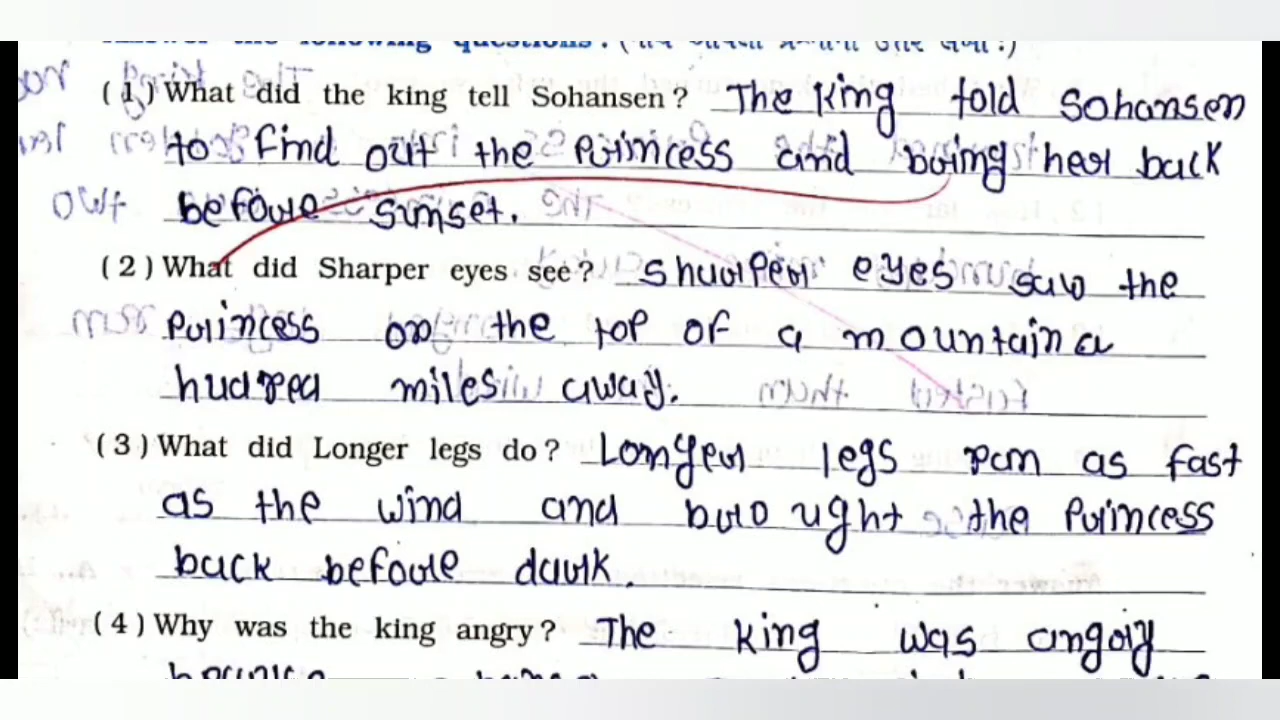 (1) What did the king tell Sohansen? The King told Sohansen
to find out the Princess and bring her back
before sunset.
(2) What did Sharper eyes see? Sharper eyes saw the
Princess on the top of a mountain a
hudred miles away.
(3) What did Longer legs do? Longer legs ran as fast
as the wind and brought the Princess
back before dark.
(4) Why was the king angry? The king was angry